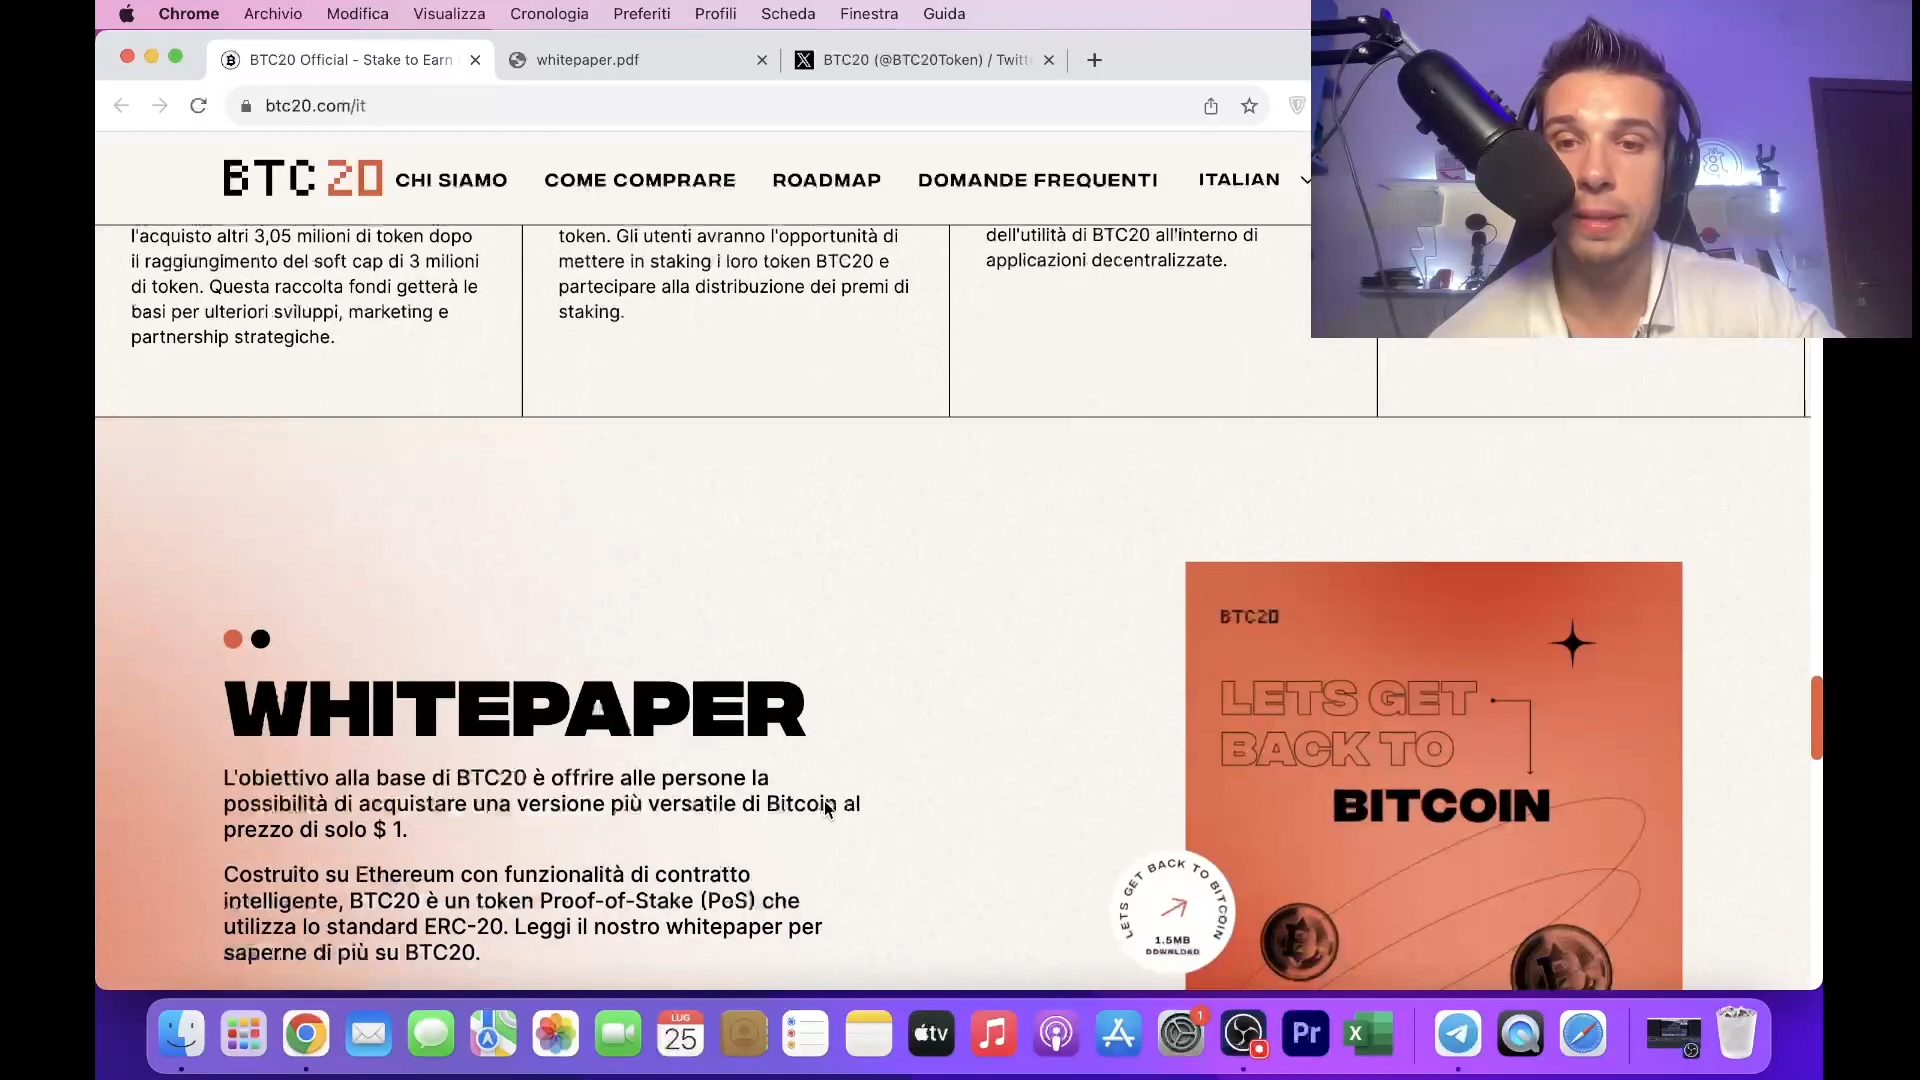 Chrome Archivio Modifica Visualizza Cronologia Preferiti Profili Scheda Finestra Guida
BTC20 Official - Stake to Earn
whitepaper.pdf
BTC20 (@BTC20Token) / Twitt
btc20.com/it
BTC20
CHI SIAMO
COME COMPRARE
ROADMAP
DOMANDE FREQUENTI
ITALIAN
l'acquisto altri 3,05 milioni di token dopo
il raggiungimento del soft cap di 3 milioni
di token. Questa raccolta fondi getterà le
basi per ulteriori sviluppi, marketing e
partnership strategiche.
token. Gli utenti avranno l'opportunità di
mettere in staking i loro token BTC20 e
partecipare alla distribuzione dei premi di
staking.
dell'utilità di BTC20 all'interno di
applicazioni decentralizzate.
WHITEPAPER
L'obiettivo alla base di BTC20 è offrire alle persone la
possibilità di acquistare una versione più versatile di Bitcoin al
prezzo di solo $ 1.
Costruito su Ethereum con funzionalità di contratto
intelligente, BTC20 è un token Proof-of-Stake (PoS) che
utilizza lo standard ERC-20. Leggi il nostro whitepaper per
saperne di più su BTC20.
BTC20
LETS GET
BACK TO
BITCOIN
LETS GET BACK TO BITCOIN
1.5MB
DOWNLOAD
LUG
25
tv
1
Pr
X